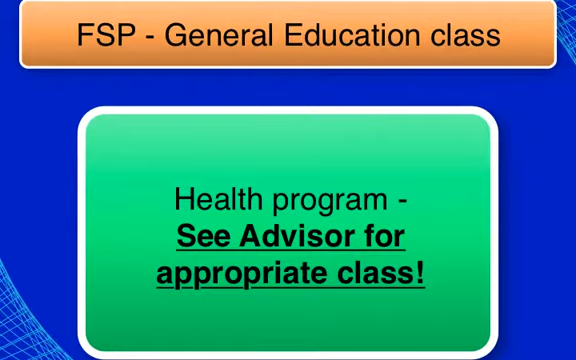 FSP - General Education class
Health program -
See Advisor for
appropriate class!